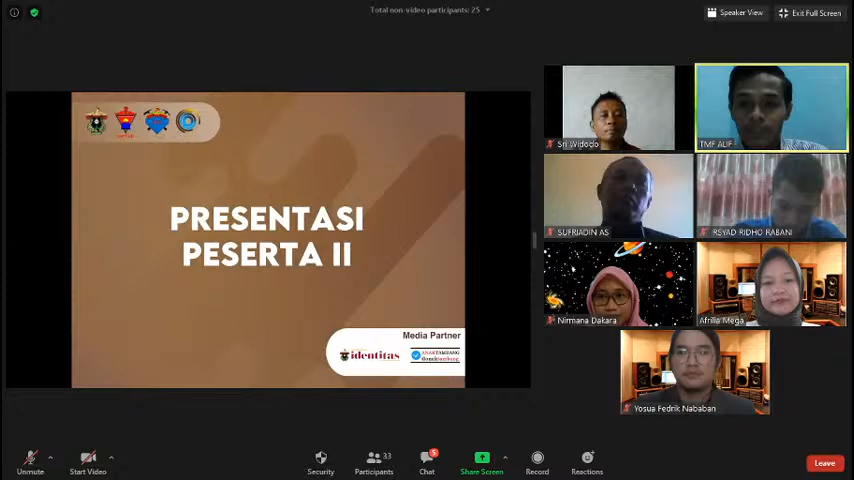 Total non-video participants: 25
Speaker View
Exit Full Screen
PRESENTASI
PESERTA II
Media Partner
identitas
ANAKTAMBANG
Sri Widodo
TMF ALIF
SUFRIADIN AS
RSYAD RIDHO RABANI
Nirmana Dakara
Afrilia Mega
Yosua Fedrik Nababan
Unmute
Start Video
Security
Participants
33
Chat
5
Share Screen
Record
Reactions
Leave